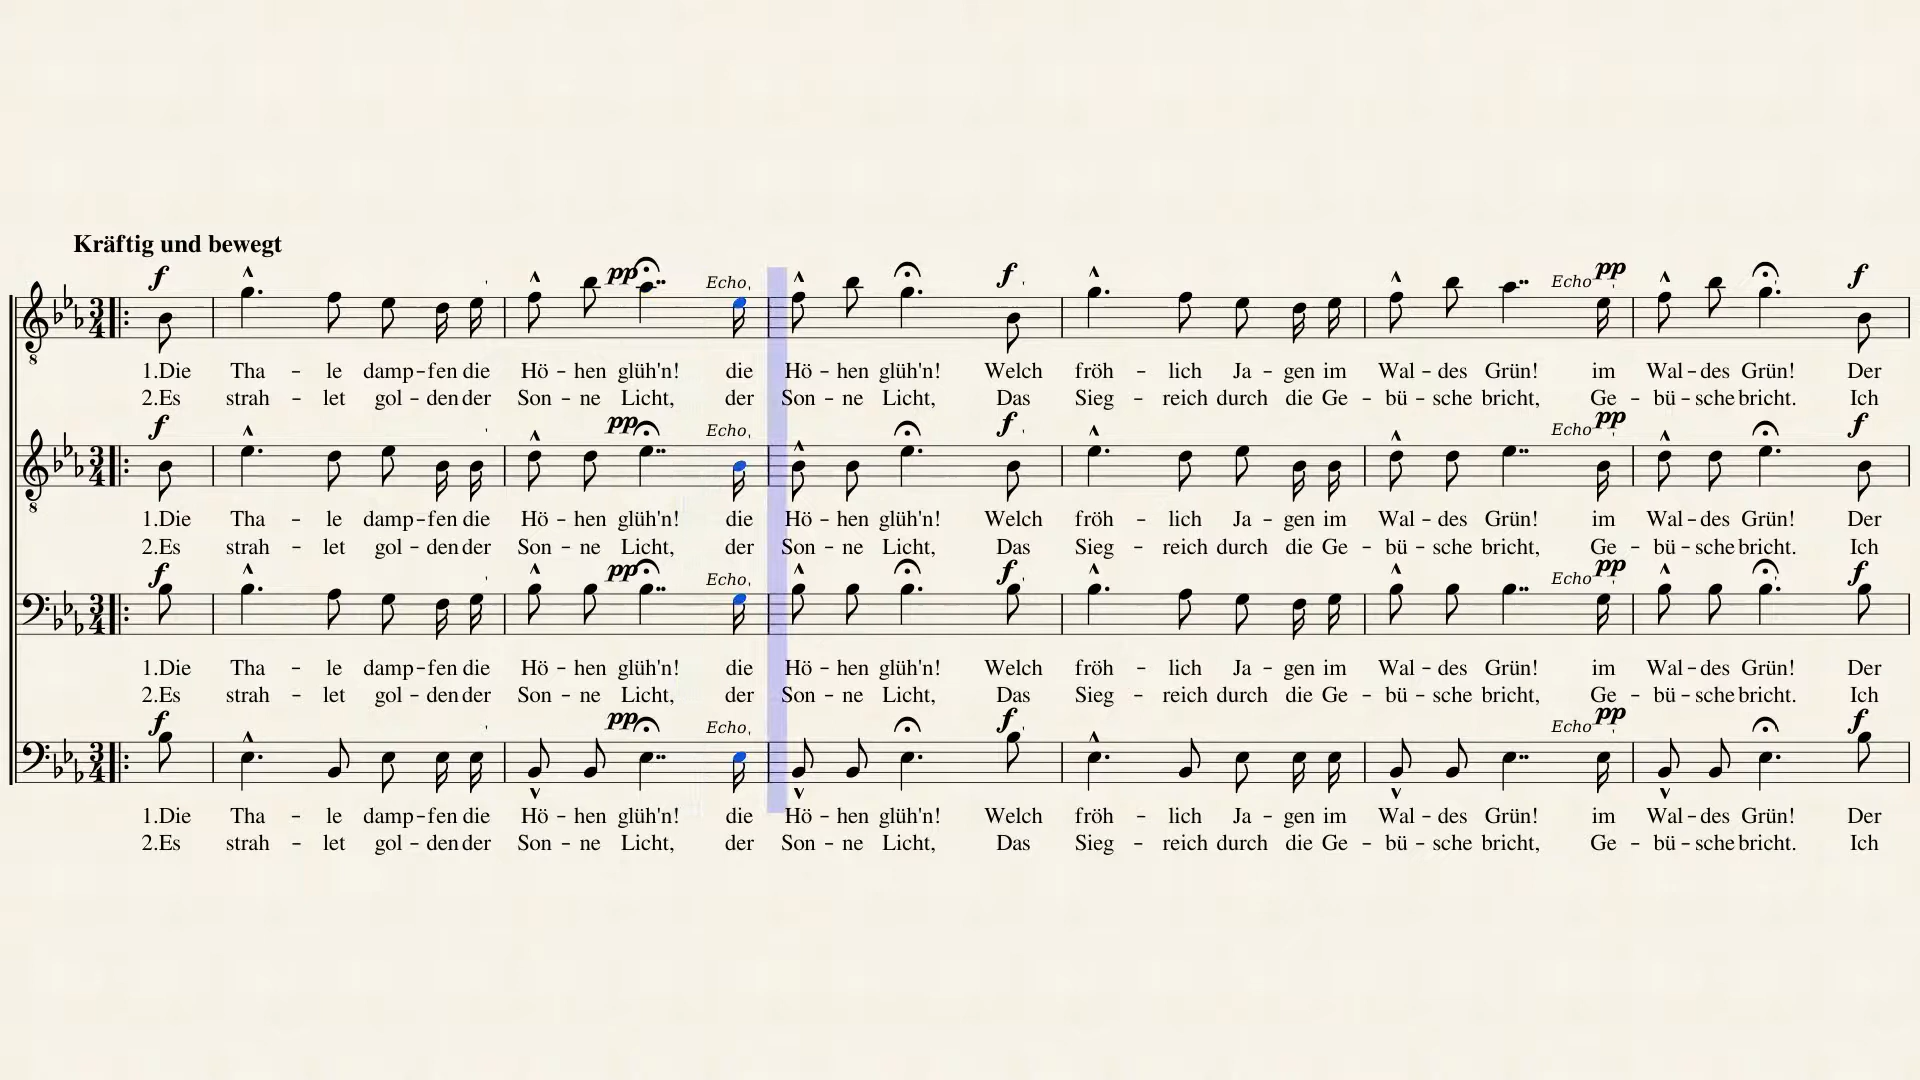 Kräftig und bewegt
f pp Echo f Echo pp f
1.Die Tha – le damp – fen die Hö – hen glüh'n! die Hö – hen glüh'n! Welch fröh – lich Ja – gen im Wal – des Grün! im Wal – des Grün! Der
2.Es strah – let gol – den der Son – ne Licht, der Son – ne Licht, Das Sieg – reich durch die Ge – bü – sche bricht, Ge – bü – sche bricht. Ich
f pp Echo f Echo pp f
1.Die Tha – le damp – fen die Hö – hen glüh'n! die Hö – hen glüh'n! Welch fröh – lich Ja – gen im Wal – des Grün! im Wal – des Grün! Der
2.Es strah – let gol – den der Son – ne Licht, der Son – ne Licht, Das Sieg – reich durch die Ge – bü – sche bricht, Ge – bü – sche bricht. Ich
f pp Echo f Echo pp f
1.Die Tha – le damp – fen die Hö – hen glüh'n! die Hö – hen glüh'n! Welch fröh – lich Ja – gen im Wal – des Grün! im Wal – des Grün! Der
2.Es strah – let gol – den der Son – ne Licht, der Son – ne Licht, Das Sieg – reich durch die Ge – bü – sche bricht, Ge – bü – sche bricht. Ich
f pp Echo f Echo pp f
1.Die Tha – le damp – fen die Hö – hen glüh'n! die Hö – hen glüh'n! Welch fröh – lich Ja – gen im Wal – des Grün! im Wal – des Grün! Der
2.Es strah – let gol – den der Son – ne Licht, der Son – ne Licht, Das Sieg – reich durch die Ge – bü – sche bricht, Ge – bü – sche bricht. Ich